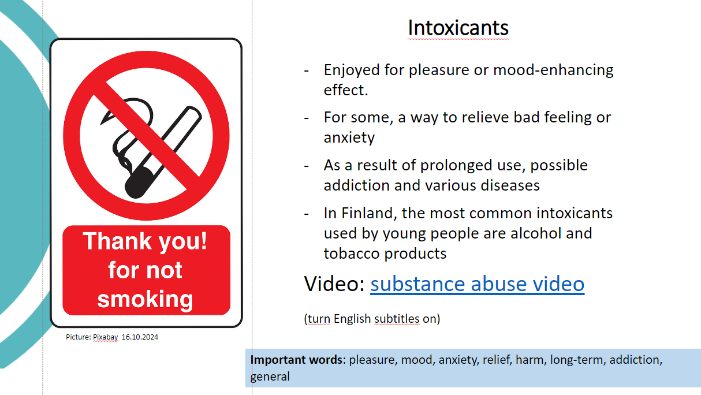 Intoxicants
- Enjoyed for pleasure or mood-enhancing
effect.
- For some, a way to relieve bad feeling or
anxiety
- As a result of prolonged use, possible
addiction and various diseases
- In Finland, the most common intoxicants
used by young people are alcohol and
tobacco products
Video: substance abuse video
(turn English subtitles on)
Thank you!
for not
smoking
Picture: Pixabay 16.10.2024
Important words: pleasure, mood, anxiety, relief, harm, long-term, addiction,
general